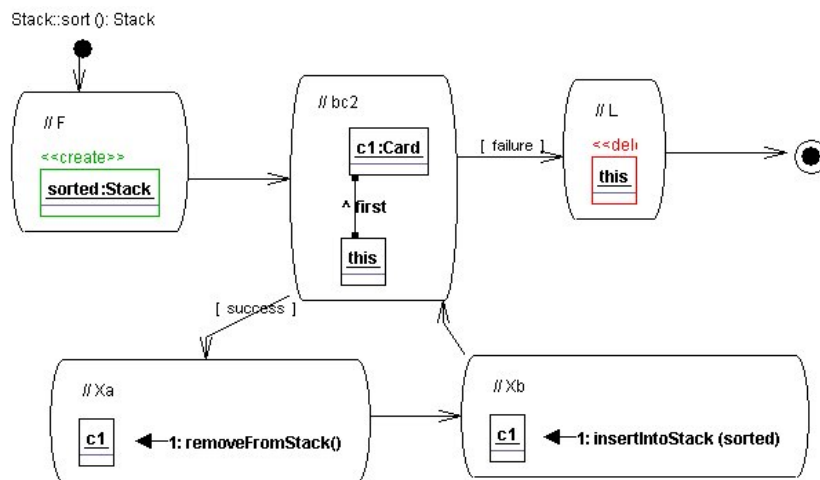 Stack::sort (): Stack
// F
<<create>>
sorted:Stack
// bc2
c1:Card
^ first
this
[ failure ]
// L
<<del
this
[ success ]
// Xa
c1
1: removeFromStack()
// Xb
c1
1: insertIntoStack (sorted)